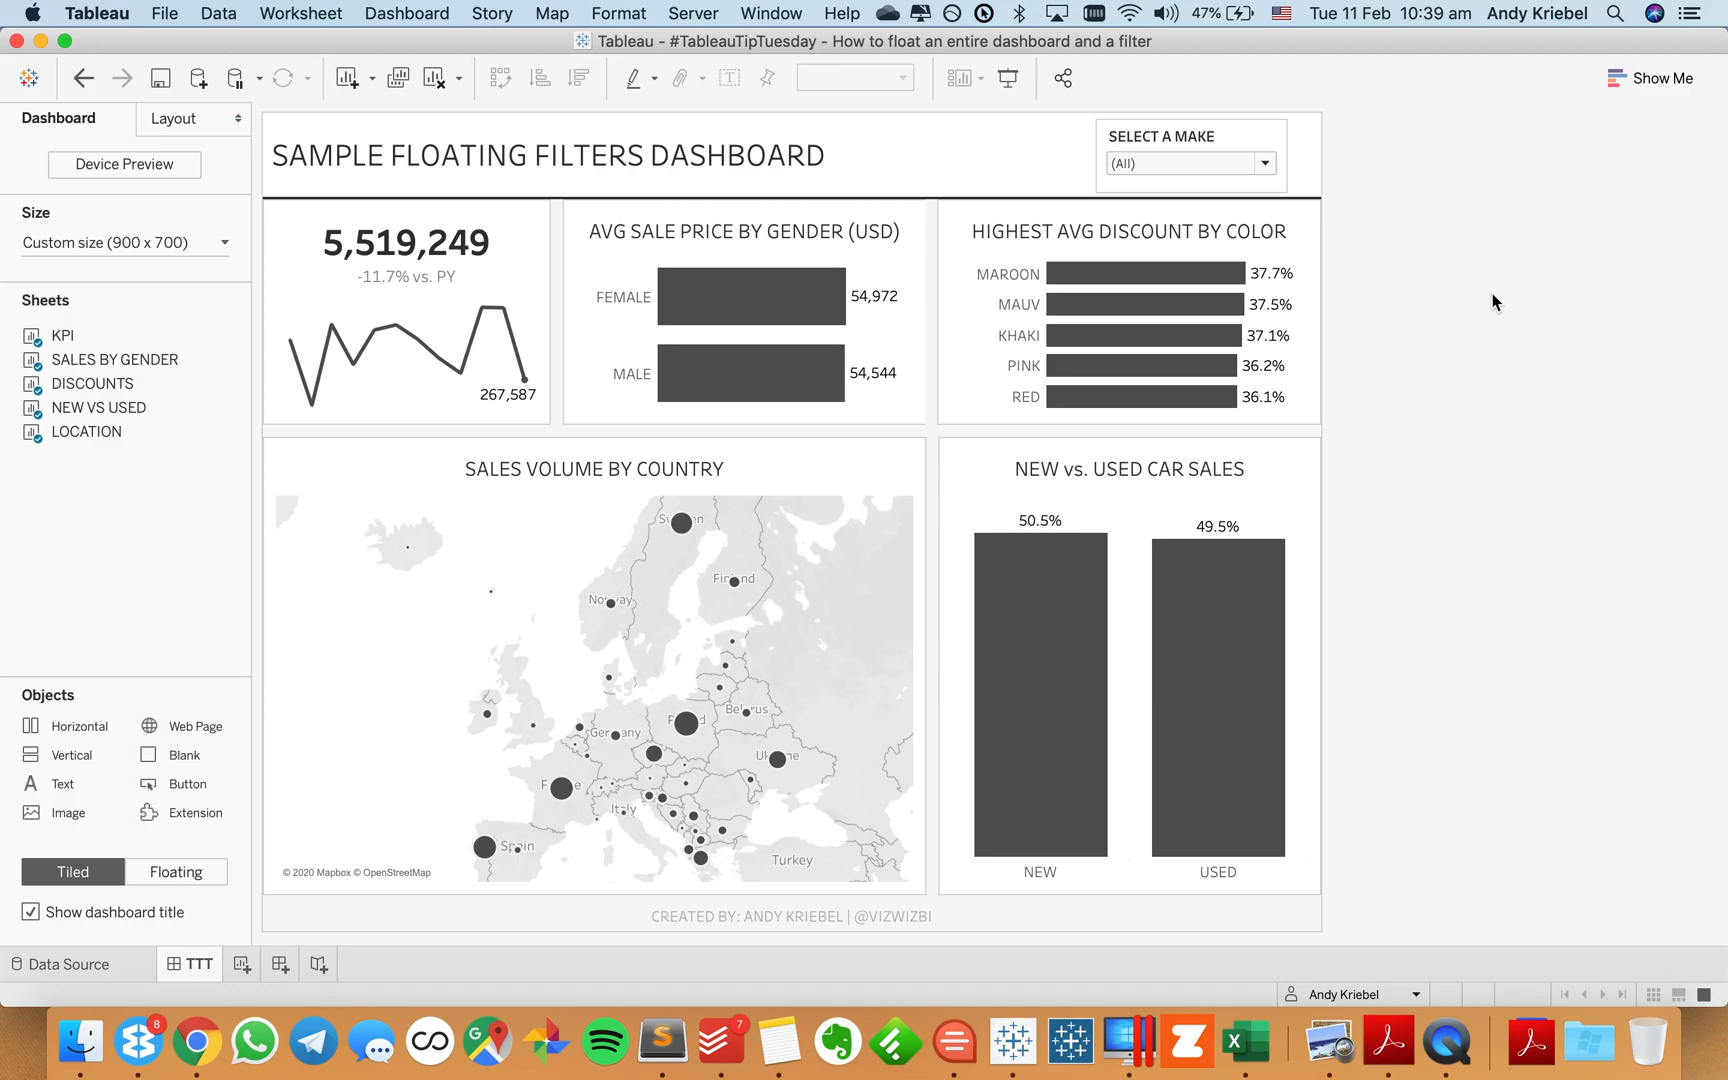 Tableau File Data Worksheet Dashboard Story Map Format Server Window Help 47% Tue 11 Feb 10:39 am Andy Kriebel
Tableau - #TableauTipTuesday - How to float an entire dashboard and a filter
Show Me
Dashboard Layout
Device Preview
Size
Custom size (900 x 700)
Sheets
KPI
SALES BY GENDER
DISCOUNTS
NEW VS USED
LOCATION
Objects
Horizontal Web Page
Vertical Blank
Text Button
Image Extension
Tiled Floating
Show dashboard title
SAMPLE FLOATING FILTERS DASHBOARD
SELECT A MAKE
(All)
5,519,249
-11.7% vs. PY
267,587
AVG SALE PRICE BY GENDER (USD)
FEMALE 54,972
MALE 54,544
HIGHEST AVG DISCOUNT BY COLOR
MAROON 37.7%
MAUV 37.5%
KHAKI 37.1%
PINK 36.2%
RED 36.1%
SALES VOLUME BY COUNTRY
Norway
Italy
Turkey
© 2020 Mapbox © OpenStreetMap
NEW vs. USED CAR SALES
50.5%
49.5%
NEW
USED
CREATED BY: ANDY KRIEBEL | @VIZWIZBI
Data Source TTT
Andy Kriebel
8
7